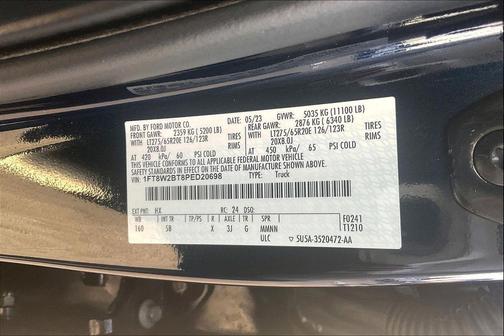 MFD. BY FORD MOTOR CO. 05/23 GVWR: 5035 KG (11100 LB)
FRONT GAWR: 2359 KG ( 5200 LB) REAR GAWR: 2876 KG ( 6340 LB)
LT275/65R20E 126/123R TIRES LT275/65R20E 126/123R TIRES
20X8.0J RIMS 20X8.0J RIMS
AT 420 kPa/ 60 PSI COLD AT 450 kPa/ 65 PSI COLD
THIS VEHICLE CONFORMS TO ALL APPLICABLE FEDERAL MOTOR VEHICLE
SAFETY STANDARDS IN EFFECT ON THE DATE OF MANUFACTURE SHOWN ABOVE.
VIN: 1FT8W2BT8PED20698 TYPE: Truck
EXT PNT: HX RC: 24 DSO: F0241
WB INT TR TP/PS R AXLE TR SPR T1210
160 5B X 3J G MMNN
ULC 5U5A-3520472-AA